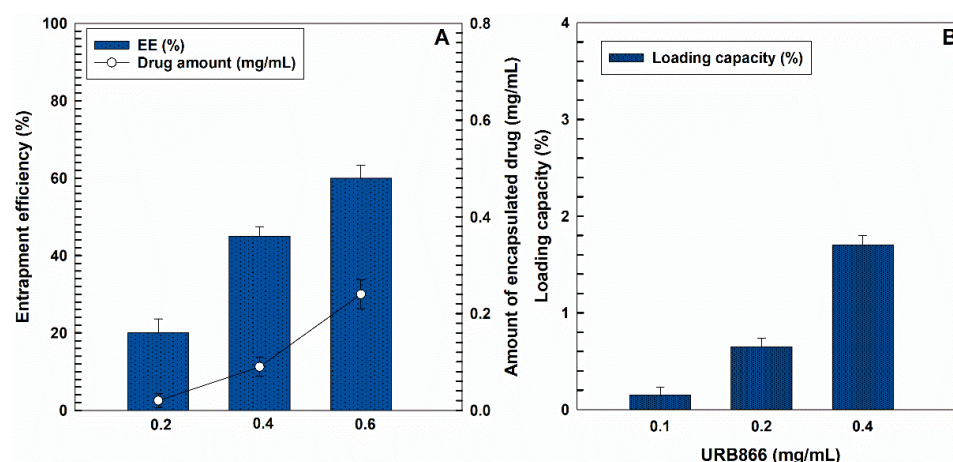 A
EE (%)
Drug amount (mg/mL)
Entrapment efficiency (%)
100
80
60
40
20
0
0.2
0.4
0.6
0.8
0.6
0.4
0.2
0.0
Amount of encapsulated drug (mg/mL)
B
Loading capacity (%)
Loading capacity (%)
4
3
2
1
0
0.1
0.2
0.4
URB866 (mg/mL)